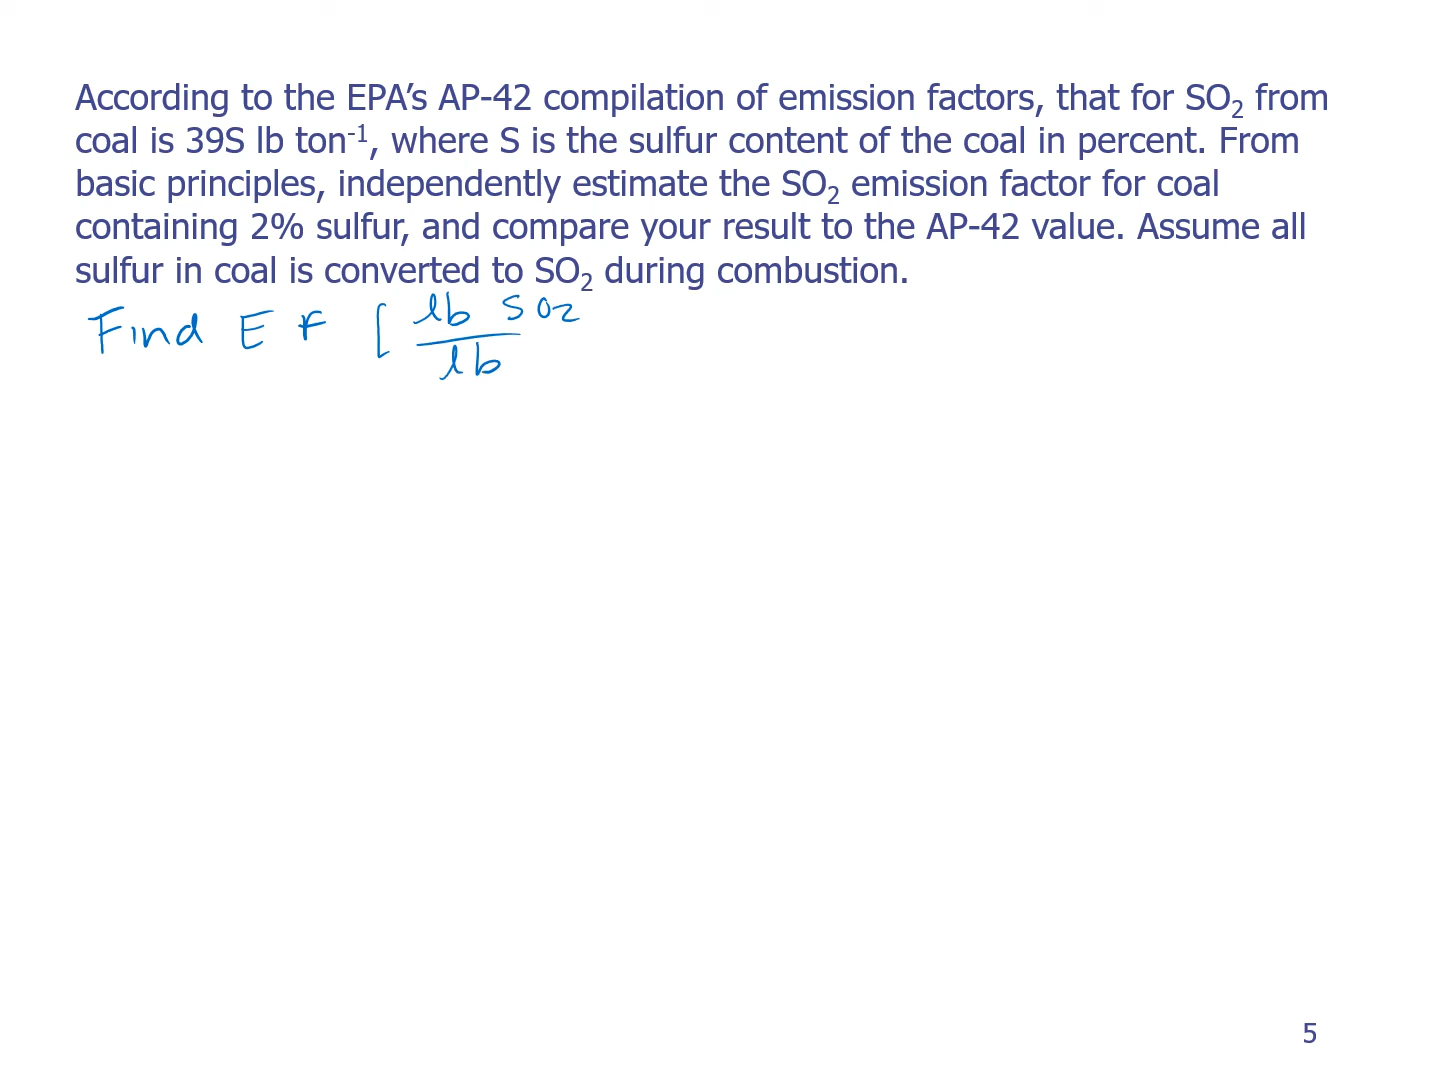 According to the EPA’s AP-42 compilation of emission factors, that for SO₂ from
coal is 39S lb ton⁻¹, where S is the sulfur content of the coal in percent. From
basic principles, independently estimate the SO₂ emission factor for coal
containing 2% sulfur, and compare your result to the AP-42 value. Assume all
sulfur in coal is converted to SO₂ during combustion.
Find EF [ lb SO₂
lb
5